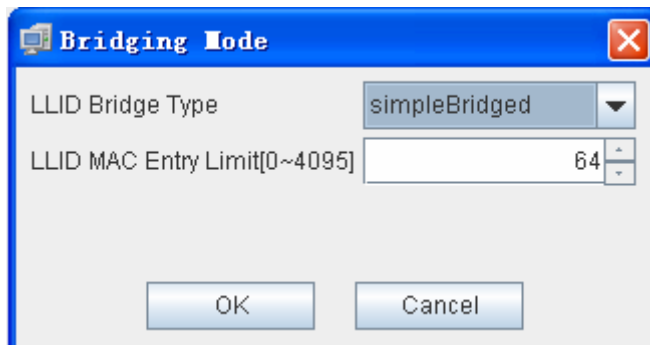 Bridging Mode
LLID Bridge Type simpleBridged
LLID MAC Entry Limit[0~4095] 64
OK Cancel